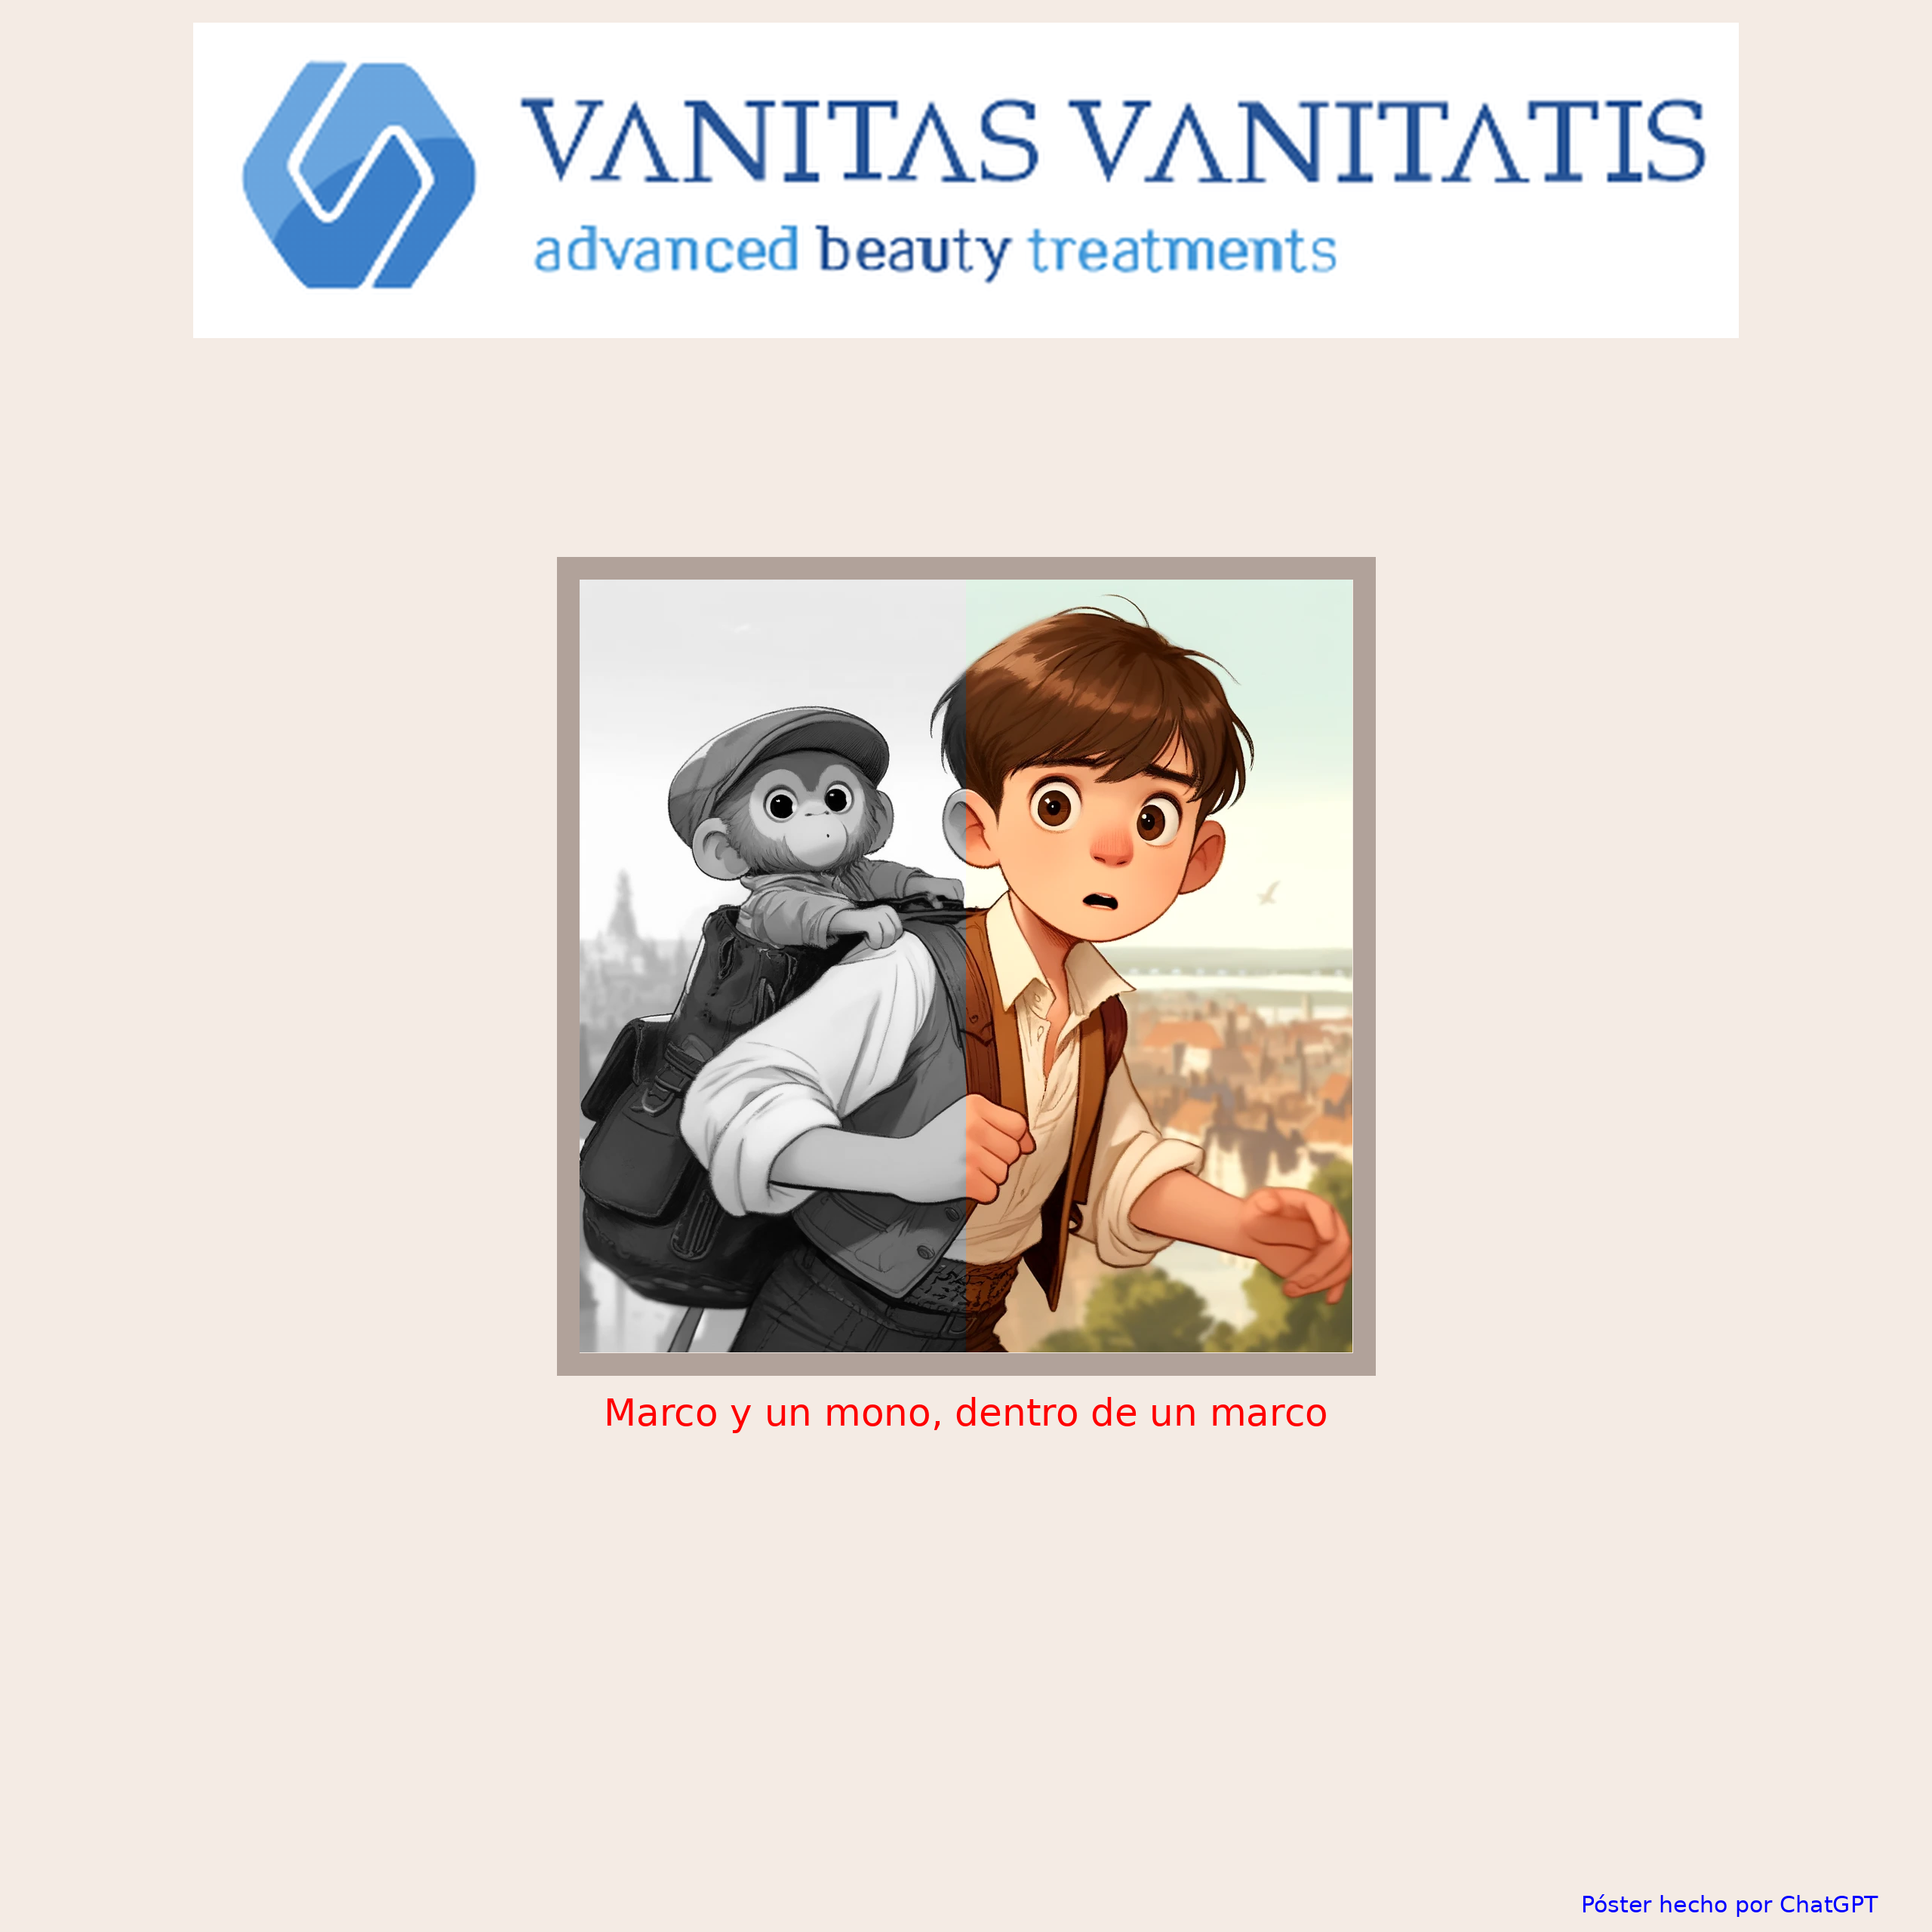 VANITAS VANITATIS
advanced beauty treatments
Marco y un mono, dentro de un marco
Póster hecho por ChatGPT